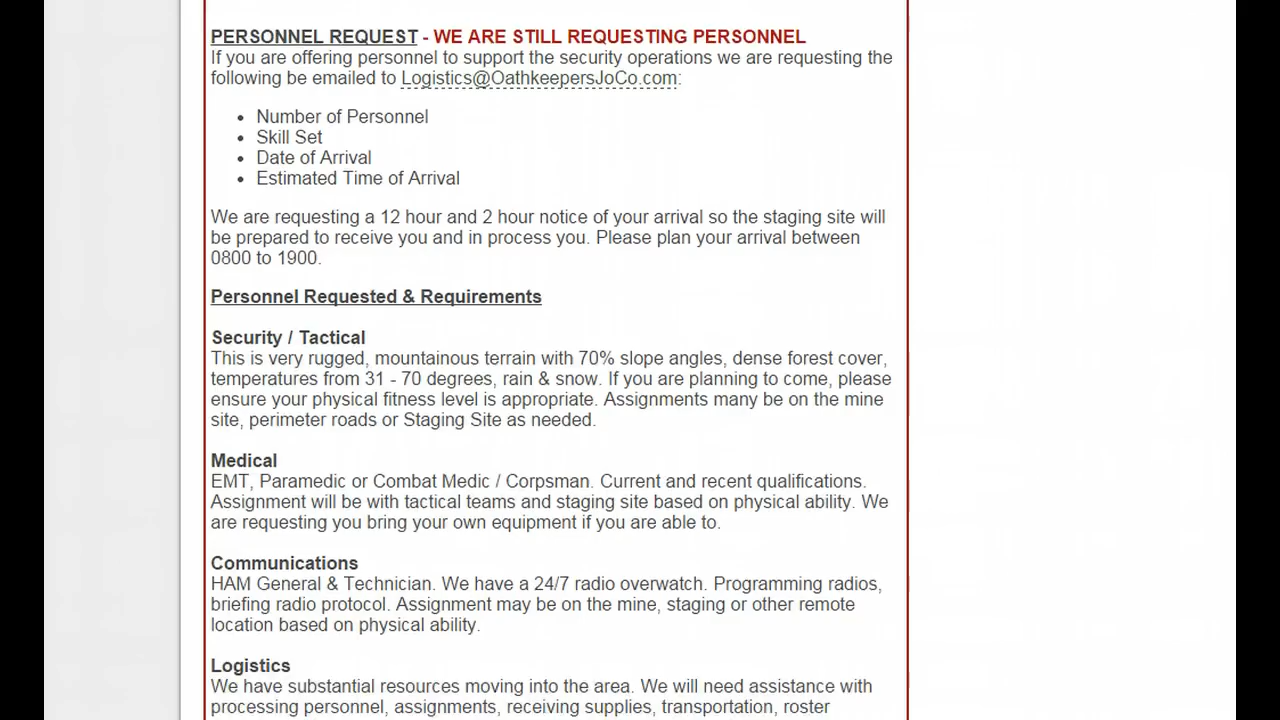 PERSONNEL REQUEST - WE ARE STILL REQUESTING PERSONNEL
If you are offering personnel to support the security operations we are requesting the
following be emailed to Logistics@OathkeepersJoCo.com:
• Number of Personnel
• Skill Set
• Date of Arrival
• Estimated Time of Arrival
We are requesting a 12 hour and 2 hour notice of your arrival so the staging site will
be prepared to receive you and in process you. Please plan your arrival between
0800 to 1900.
Personnel Requested & Requirements
Security / Tactical
This is very rugged, mountainous terrain with 70% slope angles, dense forest cover,
temperatures from 31 - 70 degrees, rain & snow. If you are planning to come, please
ensure your physical fitness level is appropriate. Assignments many be on the mine
site, perimeter roads or Staging Site as needed.
Medical
EMT, Paramedic or Combat Medic / Corpsman. Current and recent qualifications.
Assignment will be with tactical teams and staging site based on physical ability. We
are requesting you bring your own equipment if you are able to.
Communications
HAM General & Technician. We have a 24/7 radio overwatch. Programming radios,
briefing radio protocol. Assignment may be on the mine, staging or other remote
location based on physical ability.
Logistics
We have substantial resources moving into the area. We will need assistance with
processing personnel, assignments, receiving supplies, transportation, roster